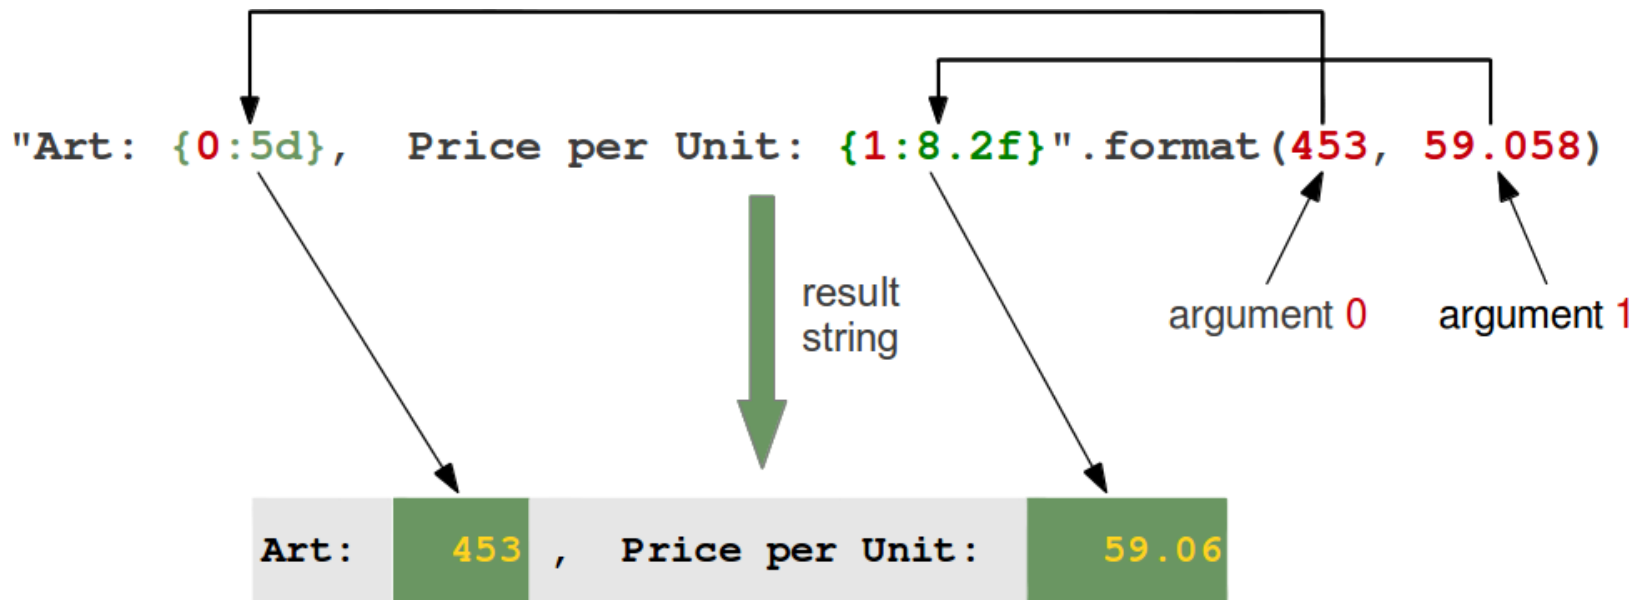 "Art: {0:5d},  Price per Unit: {1:8.2f}".format(453, 59.058)
result
string
argument 0 argument 1
Art:   453 ,  Price per Unit:    59.06